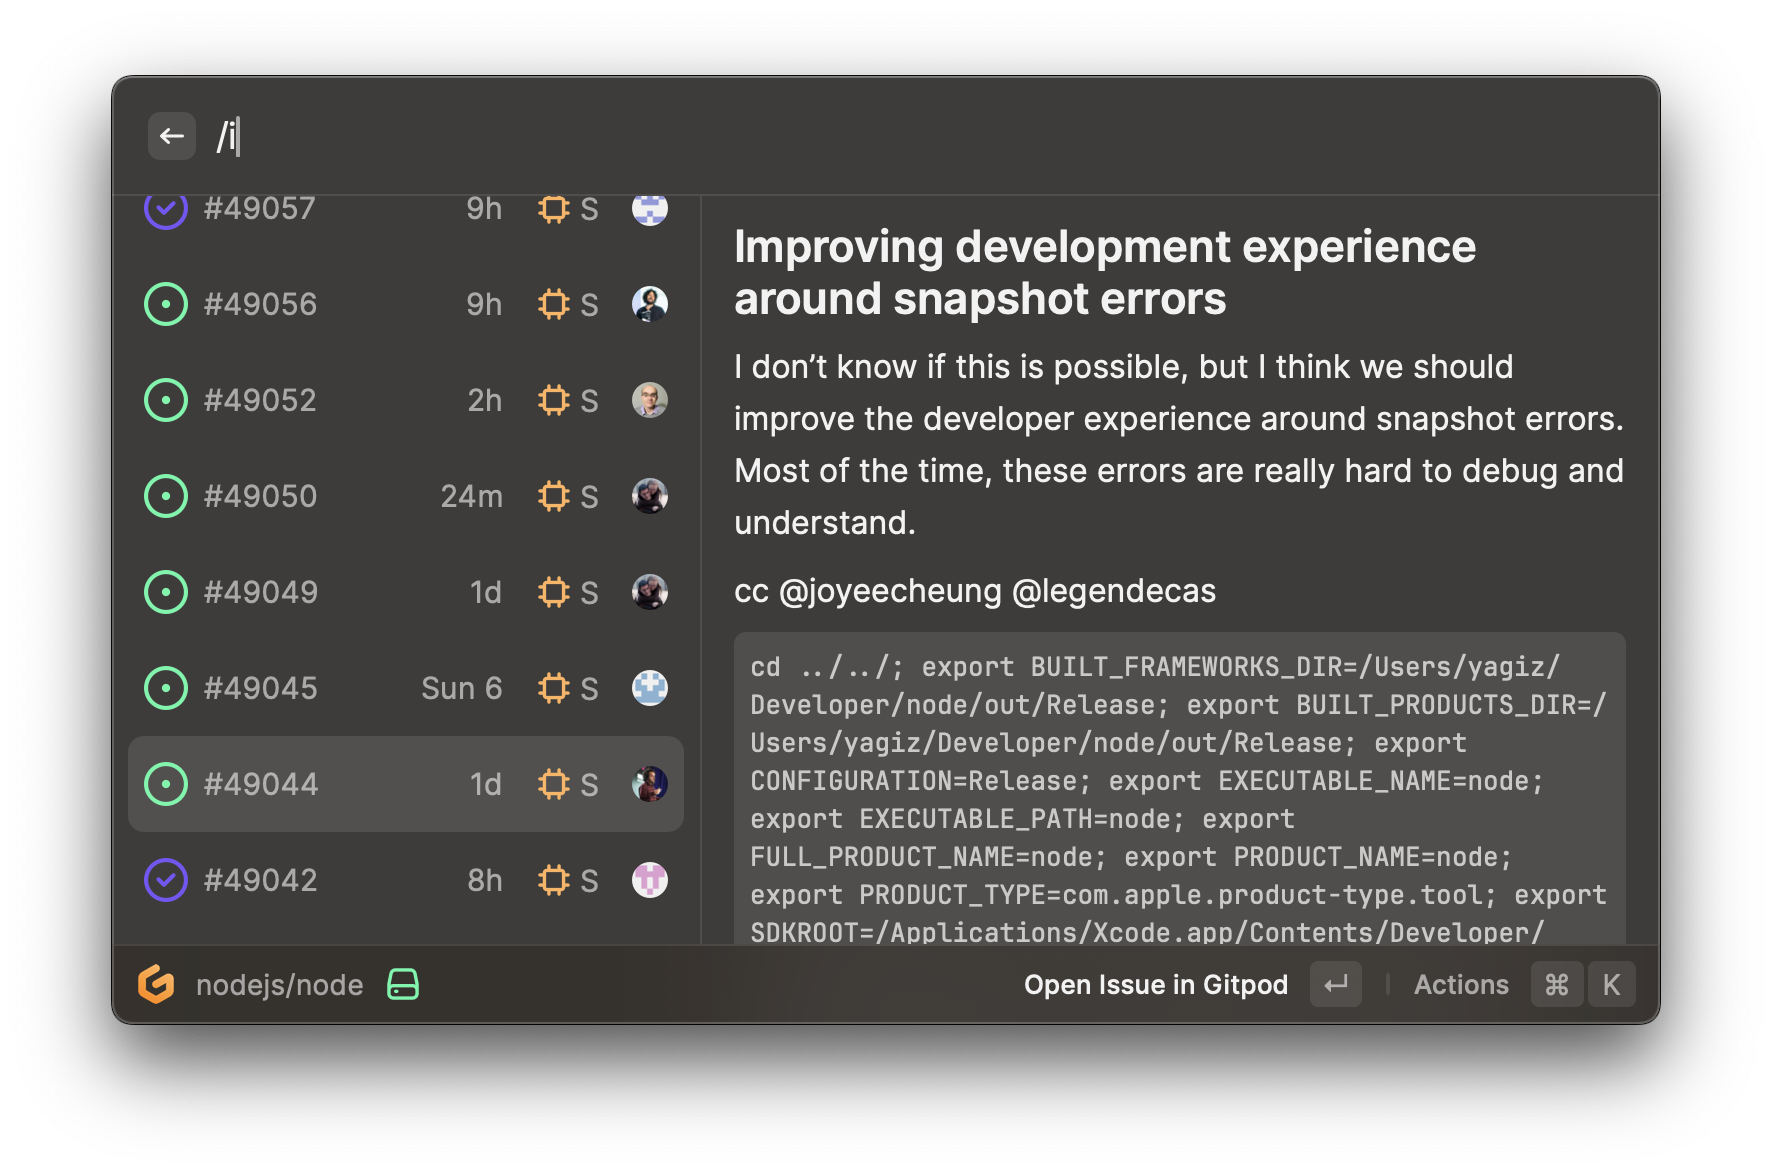 /i
#49057 9h S
#49056 9h S
#49052 2h S
#49050 24m S
#49049 1d S
#49045 Sun 6 S
#49044 1d S
#49042 8h S
Improving development experience
around snapshot errors
I don’t know if this is possible, but I think we should
improve the developer experience around snapshot errors.
Most of the time, these errors are really hard to debug and
understand.
cc @joyeecheung @legendecas
cd ../../; export BUILT_FRAMEWORKS_DIR=/Users/yagiz/
Developer/node/out/Release; export BUILT_PRODUCTS_DIR=/
Users/yagiz/Developer/node/out/Release; export
CONFIGURATION=Release; export EXECUTABLE_NAME=node;
export EXECUTABLE_PATH=node; export
FULL_PRODUCT_NAME=node; export PRODUCT_NAME=node;
export PRODUCT_TYPE=com.apple.product-type.tool; export
SDKROOT=/Applications/Xcode.app/Contents/Developer/
nodejs/node
Open Issue in Gitpod ↵ Actions ⌘ K